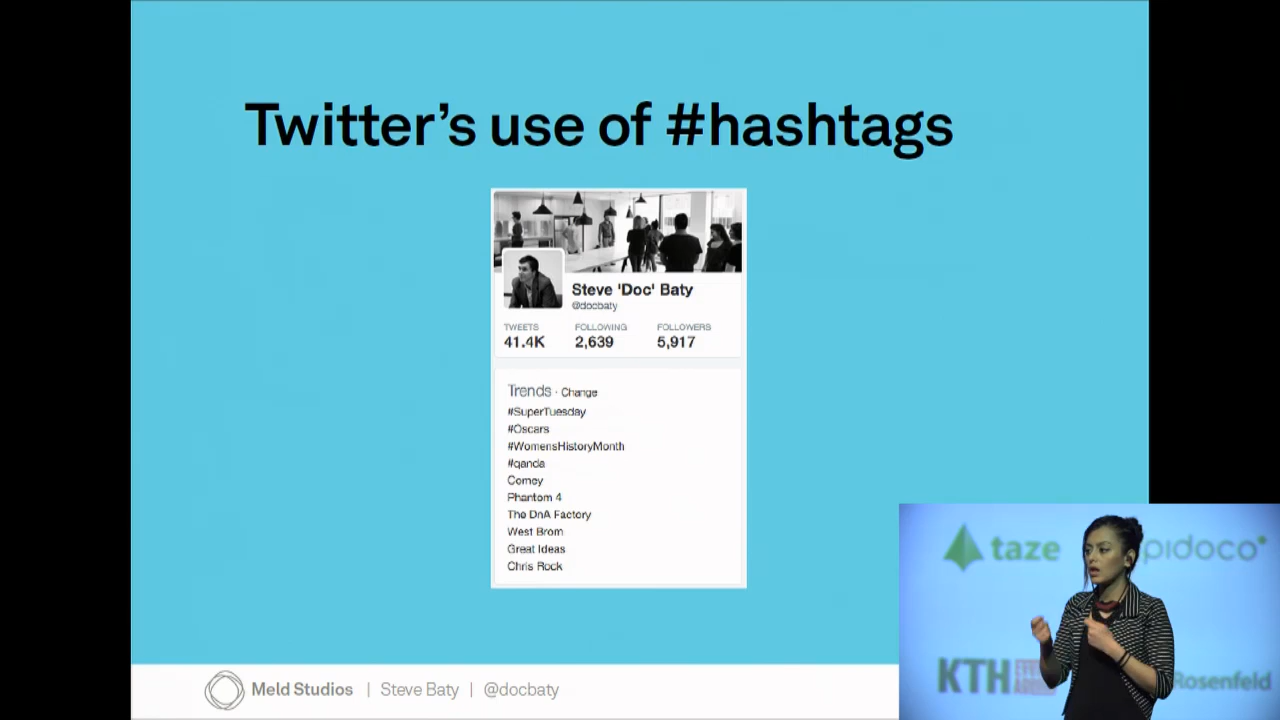 Twitter's use of #hashtags
Steve 'Doc' Baty
@docbaty
TWEETS FOLLOWING FOLLOWERS
41.4K 2,639 5,917
Trends · Change
#SuperTuesday
#Oscars
#WomensHistoryMonth
#qanda
Comey
Phantom 4
The DnA Factory
West Brom
Great Ideas
Chris Rock
Meld Studios | Steve Baty | @docbaty
taze pidoco
KTH Rosenfeld